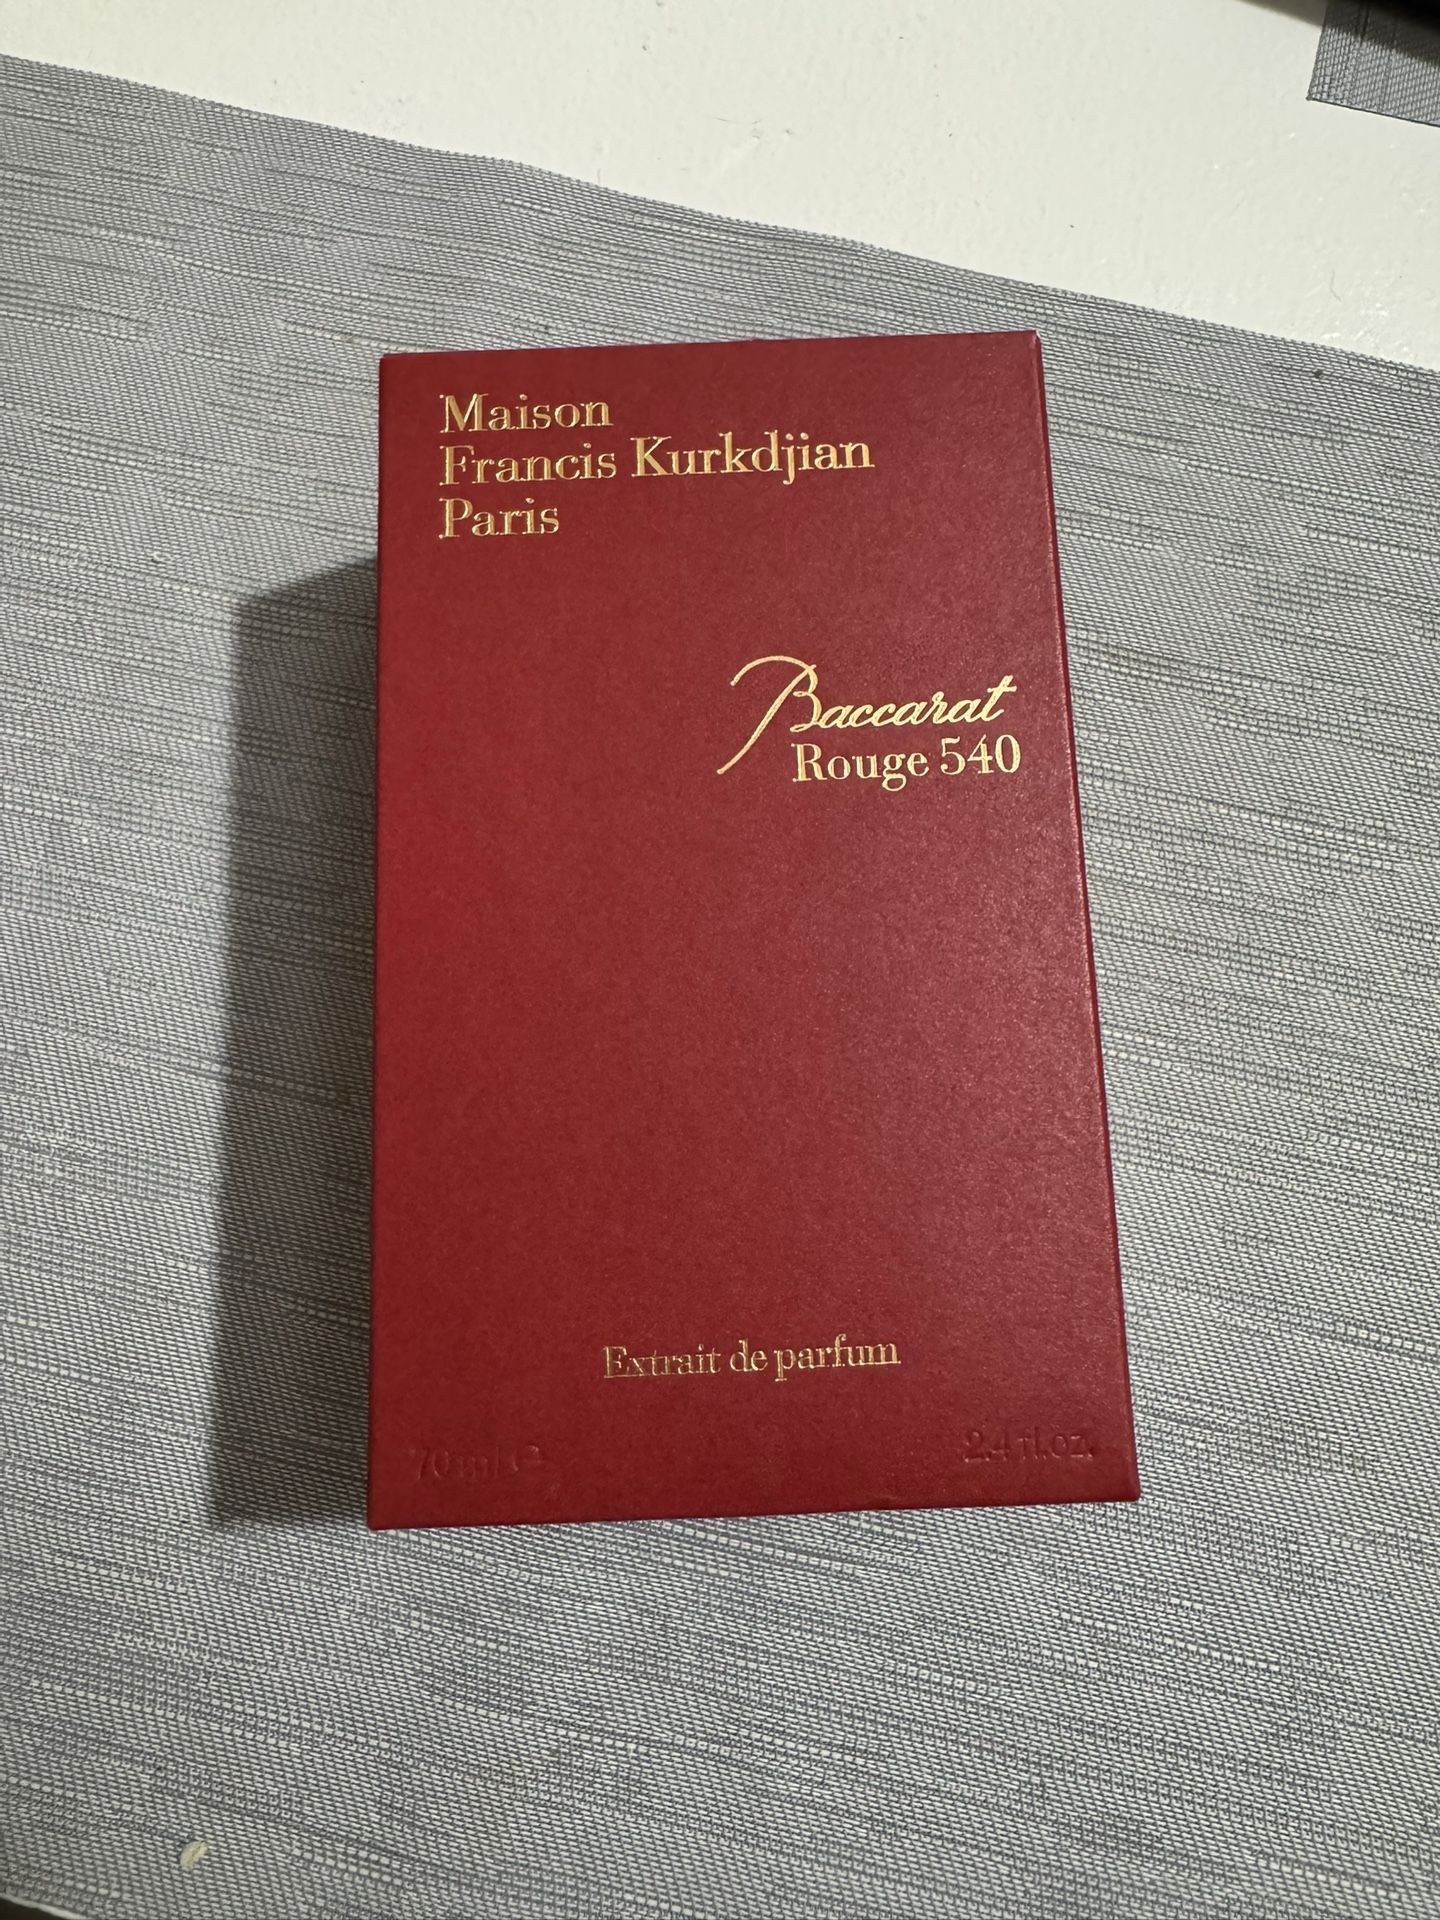 Maison
Francis Kurkdjian
Paris
Baccarat
Rouge 540
Extrait de parfum
70 ml ℮ 2.4 fl.oz.